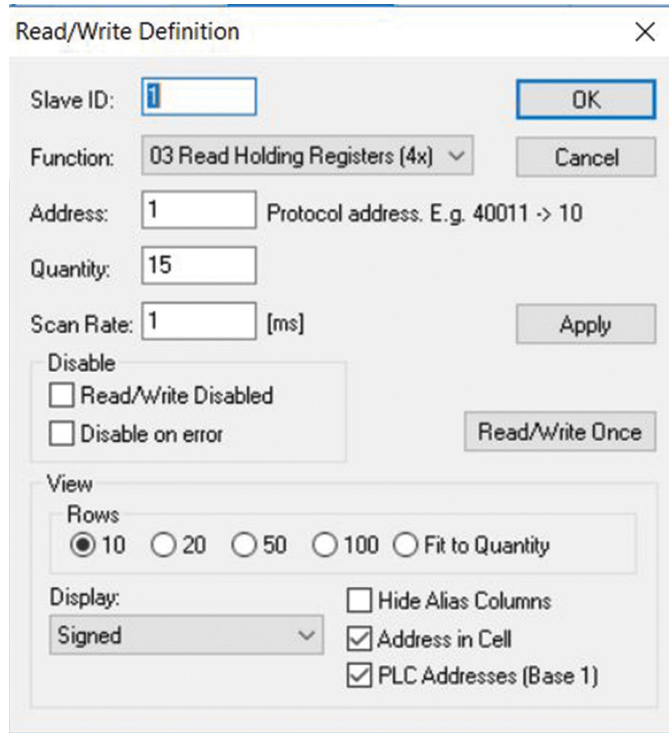 Read/Write Definition
Slave ID: 1 OK
Function: 03 Read Holding Registers (4x) Cancel
Address: 1 Protocol address. E.g. 40011 -> 10
Quantity: 15
Scan Rate: 1 [ms] Apply
Disable
Read/Write Disabled
Disable on error Read/Write Once
View
Rows
10 20 50 100 Fit to Quantity
Display: Hide Alias Columns
Signed Address in Cell
PLC Addresses (Base 1)